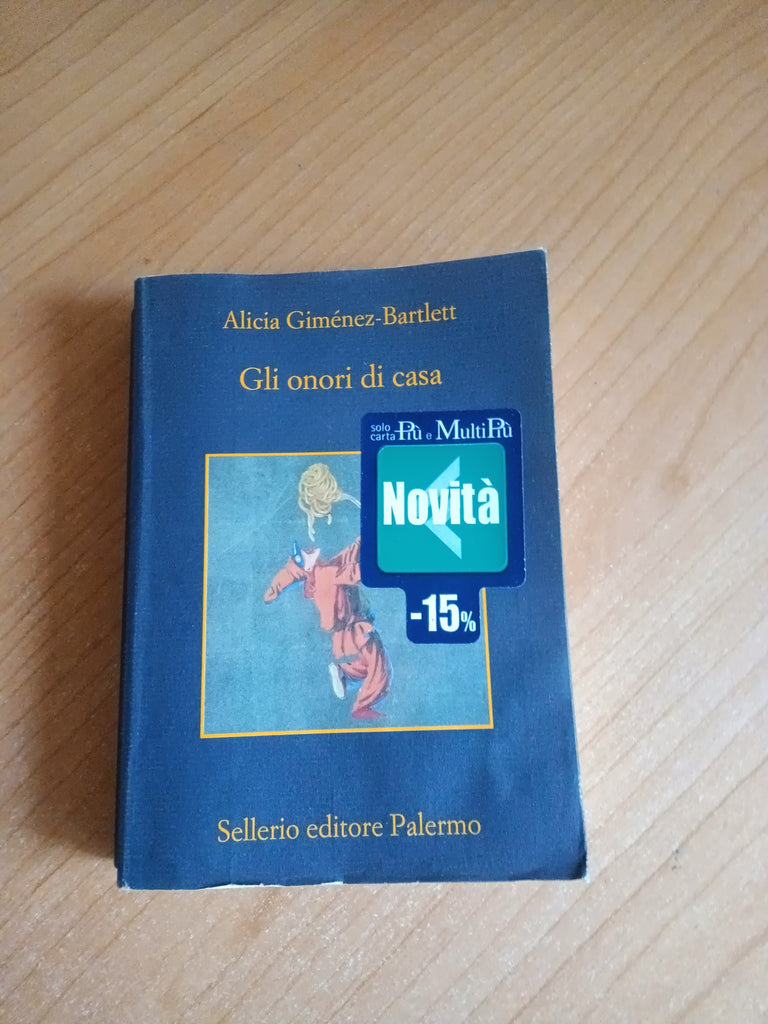 Alicia Giménez-Bartlett
Gli onori di casa
solo carta Più e MultiPiù
Novità
-15%
Sellerio editore Palermo